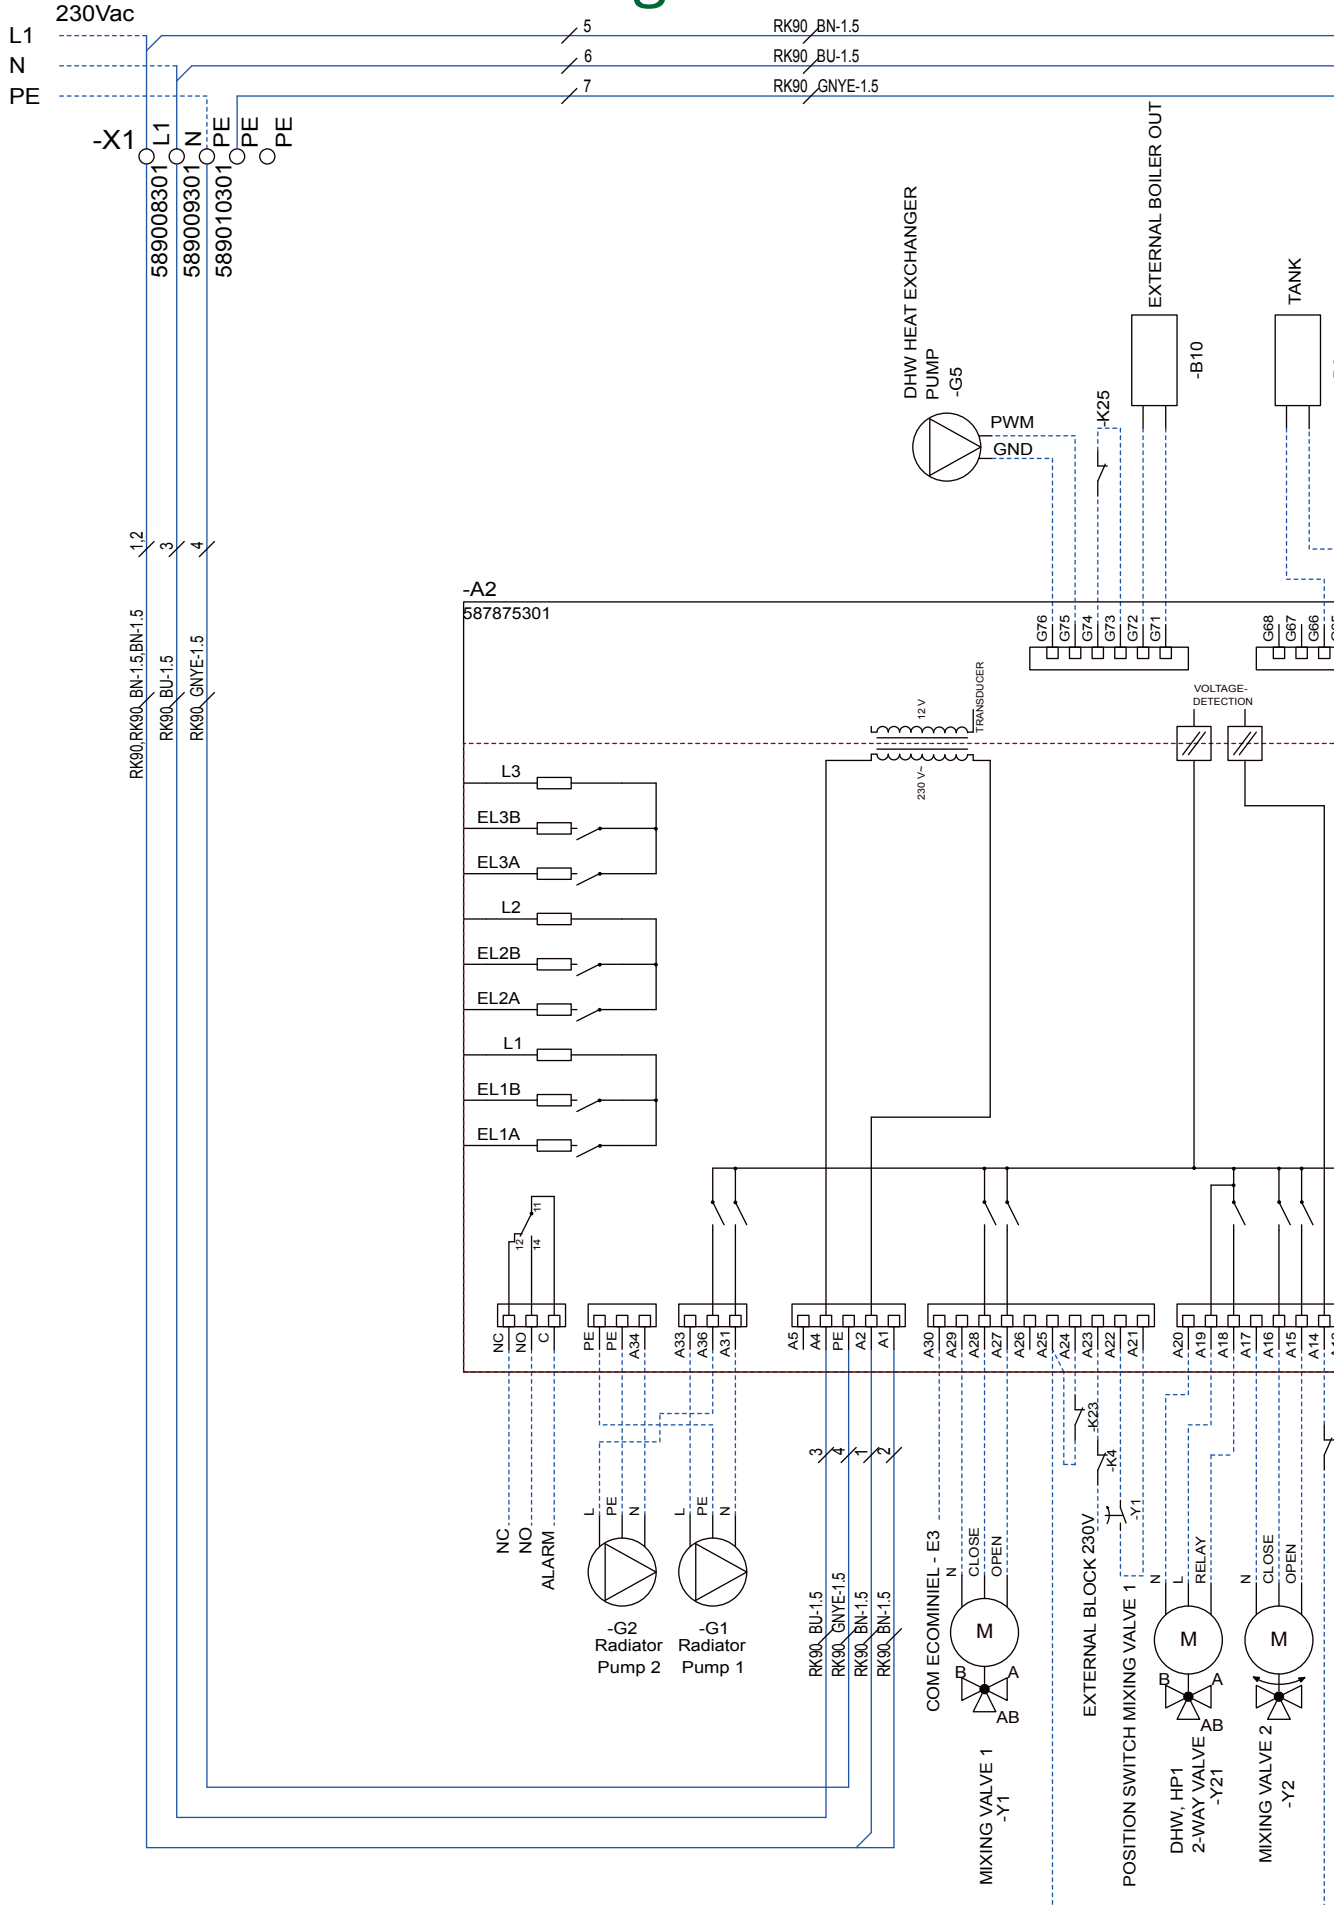 g
230Vac
L1
N
PE
5
6
7
RK90 BN-1.5
RK90 BU-1.5
RK90 GNYE-1.5
-X1
L1
N
PE
PE
PE
589008301
589009301
589010301
1,2
3
4
RK90,RK90 BN-1.5,BN-1.5
RK90 BU-1.5
RK90 GNYE-1.5
DHW HEAT EXCHANGER
PUMP
-G5
PWM
GND
-K25
EXTERNAL BOILER OUT
-B10
TANK
-A2
587875301
G76
G75
G74
G73
G72
G71
G68
G67
G66
TRANSDUCER
12 V
230 V~
VOLTAGE-
DETECTION
L3
EL3B
EL3A
L2
EL2B
EL2A
L1
EL1B
EL1A
11
12
14
NC
NO
C
PE
PE
A34
A33
A36
A31
A5
A4
PE
A2
A1
A30
A29
A28
A27
A26
A25
A24
A23
A22
A21
A20
A19
A18
A17
A16
A15
A14
-K23
-K4
-Y1
3
4
1
2
NC
NO
ALARM
L
PE
N
L
PE
N
-G2
Radiator
Pump 2
-G1
Radiator
Pump 1
RK90 BU-1.5
RK90 GNYE-1.5
RK90 BN-1.5
RK90 BN-1.5
COM ECOMINIEL - E3
N
CLOSE
OPEN
M
B
A
AB
MIXING VALVE 1
-Y1
EXTERNAL BLOCK 230V
POSITION SWITCH MIXING VALVE 1
N
L
RELAY
M
B
A
AB
DHW, HP1
2-WAY VALVE
-Y21
N
CLOSE
OPEN
M
MIXING VALVE 2
-Y2